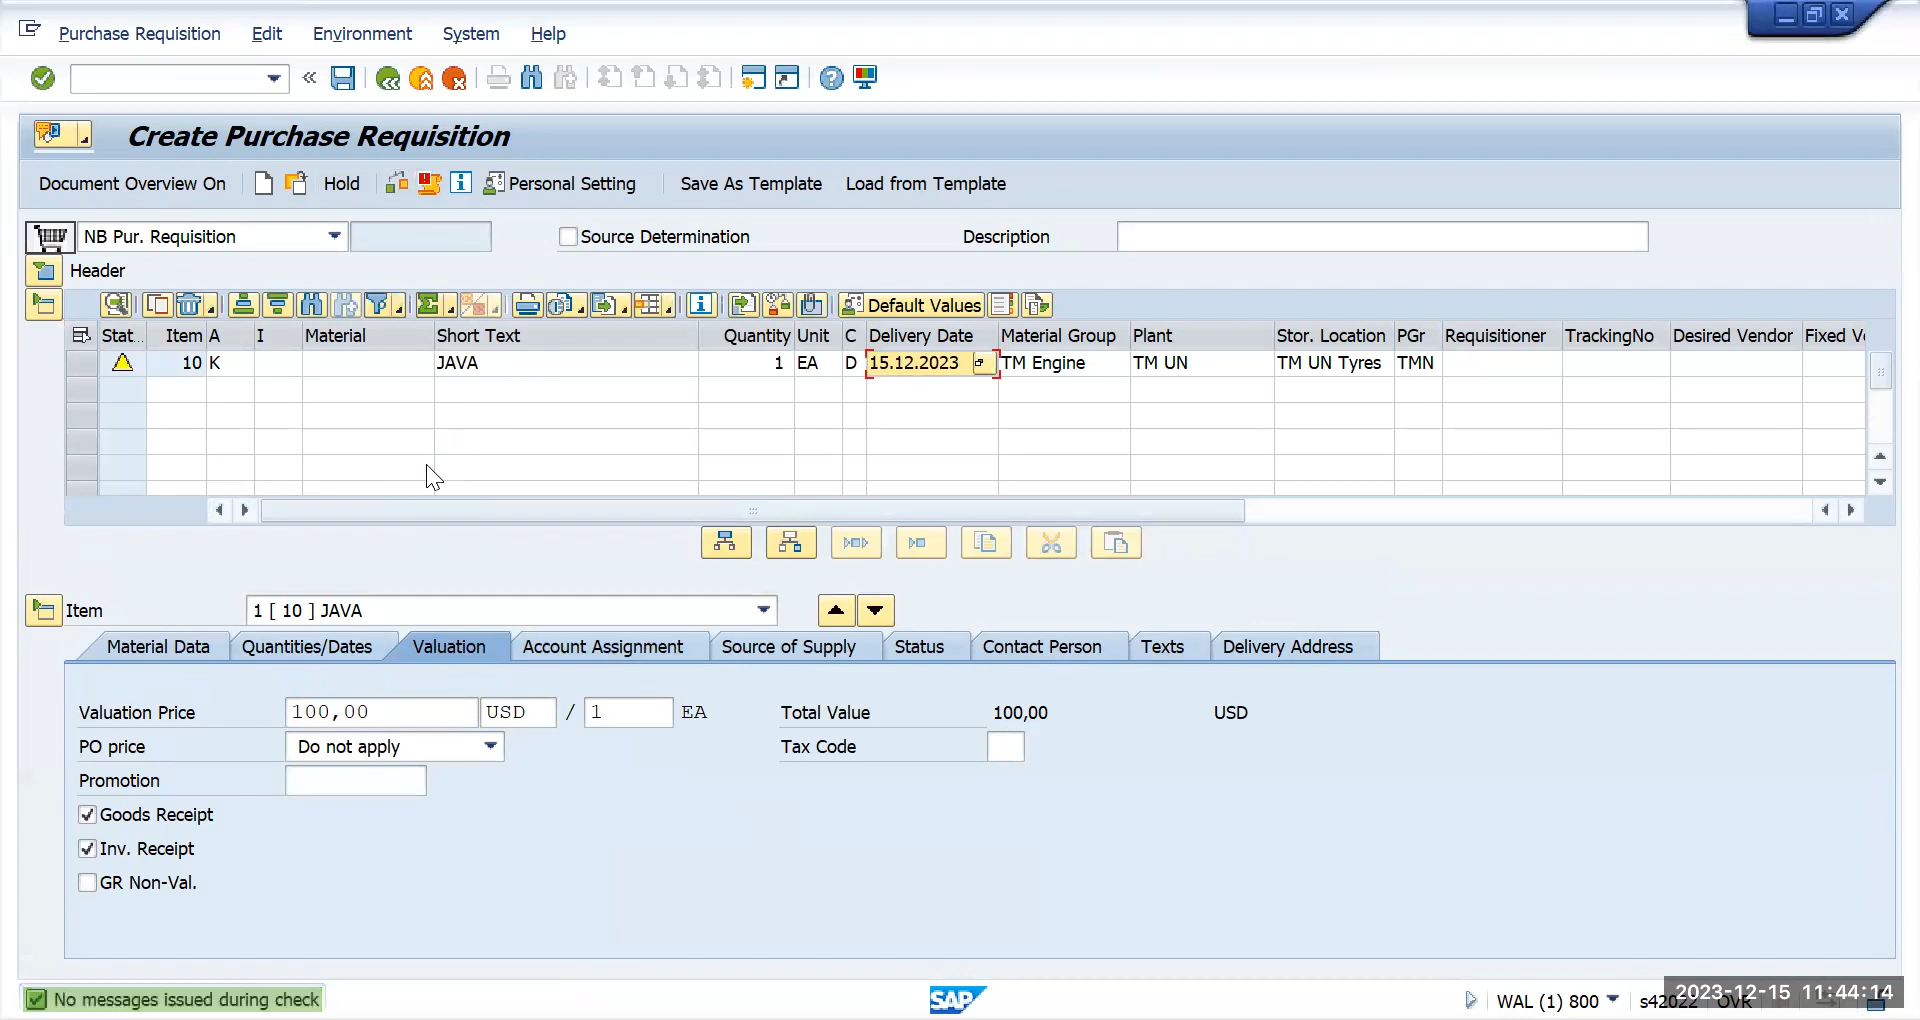 Purchase Requisition Edit Environment System Help
Create Purchase Requisition
Document Overview On Hold Personal Setting Save As Template Load from Template
NB Pur. Requisition Source Determination Description
Header
Default Values
Stat... Item A I Material Short Text Quantity Unit C Delivery Date Material Group Plant Stor. Location PGr Requisitioner TrackingNo Desired Vendor Fixed Ve
10 K JAVA 1 EA D 15.12.2023 TM Engine TM UN TM UN Tyres TMN
Item 1 [ 10 ] JAVA
Material Data Quantities/Dates Valuation Account Assignment Source of Supply Status Contact Person Texts Delivery Address
Valuation Price 100,00 USD / 1 EA Total Value 100,00 USD
PO price Do not apply Tax Code
Promotion
Goods Receipt
Inv. Receipt
GR Non-Val.
No messages issued during check SAP WAL (1) 800 s42022 OVR
2023-12-15 11:44:14